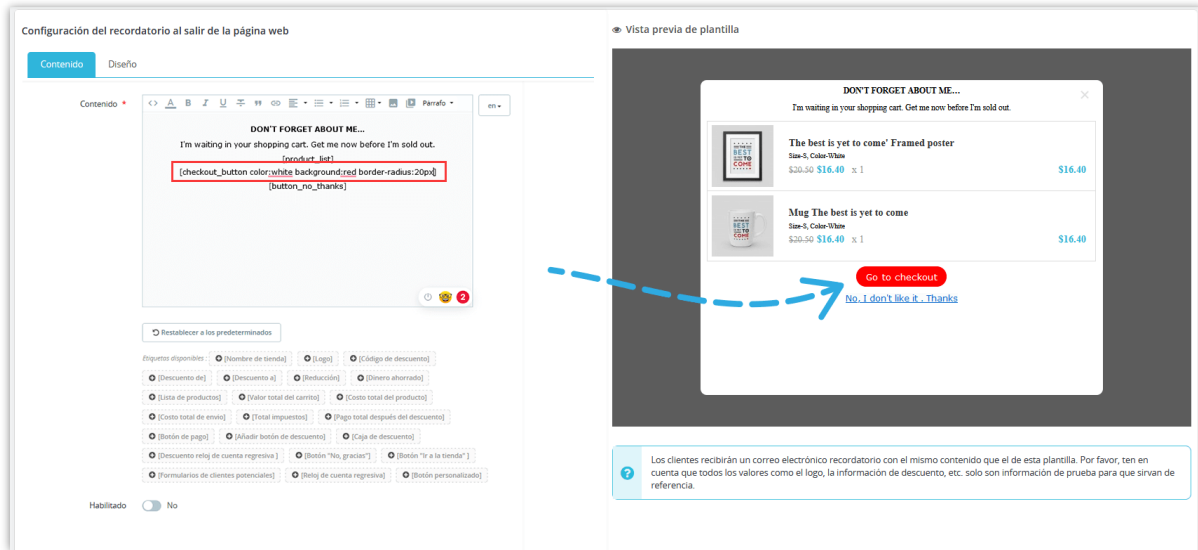 Configuración del recordatorio al salir de la página web
Contenido
Diseño
Contenido *
Párrafo
en
DON'T FORGET ABOUT ME...
I'm waiting in your shopping cart. Get me now before I'm sold out.
[product_list]
[checkout_button color:white background:red border-radius:20px]
[button_no_thanks]
2
Restablecer a los predeterminados
Etiquetas disponibles :
[Nombre de tienda]
[Logo]
[Código de descuento]
[Descuento de]
[Descuento a]
[Reducción]
[Dinero ahorrado]
[Lista de productos]
[Valor total del carrito]
[Costo total del producto]
[Costo total de envio]
[Total impuestos]
[Pago total después del descuento]
[Botón de pago]
[Añadir botón de descuento]
[Caja de descuento]
[Descuento reloj de cuenta regresiva ]
[Botón "No, gracias"]
[Botón "Ir a la tienda" ]
[Formularios de clientes potenciales]
[Reloj de cuenta regresiva]
[Botón personalizado]
Habilitado
No
Vista previa de plantilla
DON'T FORGET ABOUT ME...
I'm waiting in your shopping cart. Get me now before I'm sold out.
BEST
IS YET TO
COME
The best is yet to come' Framed poster
Size-S, Color-White
$20.50 $16.40 x 1
$16.40
BEST
IS YET TO
COME
Mug The best is yet to come
Size-S, Color-White
$20.50 $16.40 x 1
$16.40
Go to checkout
No, I don't like it . Thanks
Los clientes recibirán un correo electrónico recordatorio con el mismo contenido que el de esta plantilla. Por favor, ten en
cuenta que todos los valores como el logo, la información de descuento, etc. solo son información de prueba para que sirvan de
referencia.